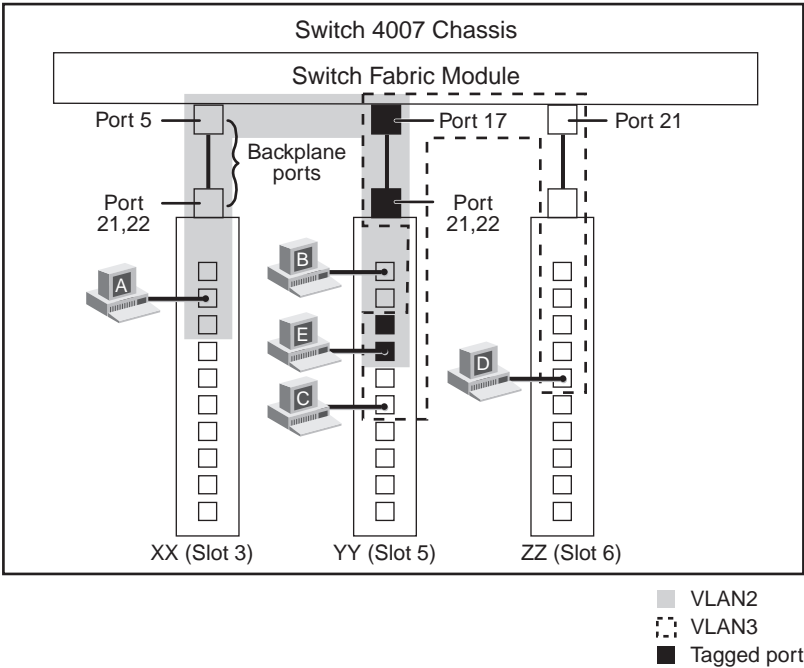 Switch 4007 Chassis
Switch Fabric Module
Port 5
Port 17
Port 21
Backplane
ports
Port
21,22
Port
21,22
A
B
E
C
D
XX (Slot 3)
YY (Slot 5)
ZZ (Slot 6)
VLAN2
VLAN3
Tagged port